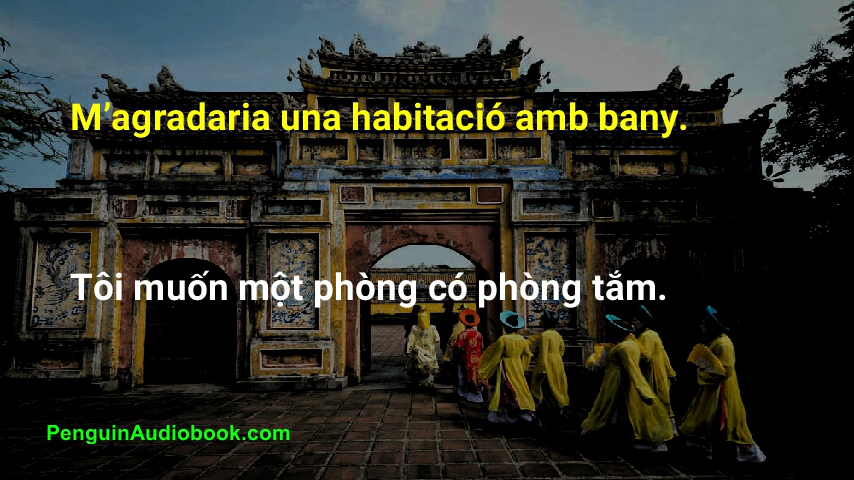 M’agradaria una habitació amb bany.
Tôi muốn một phòng có phòng tắm.
PenguinAudiobook.com